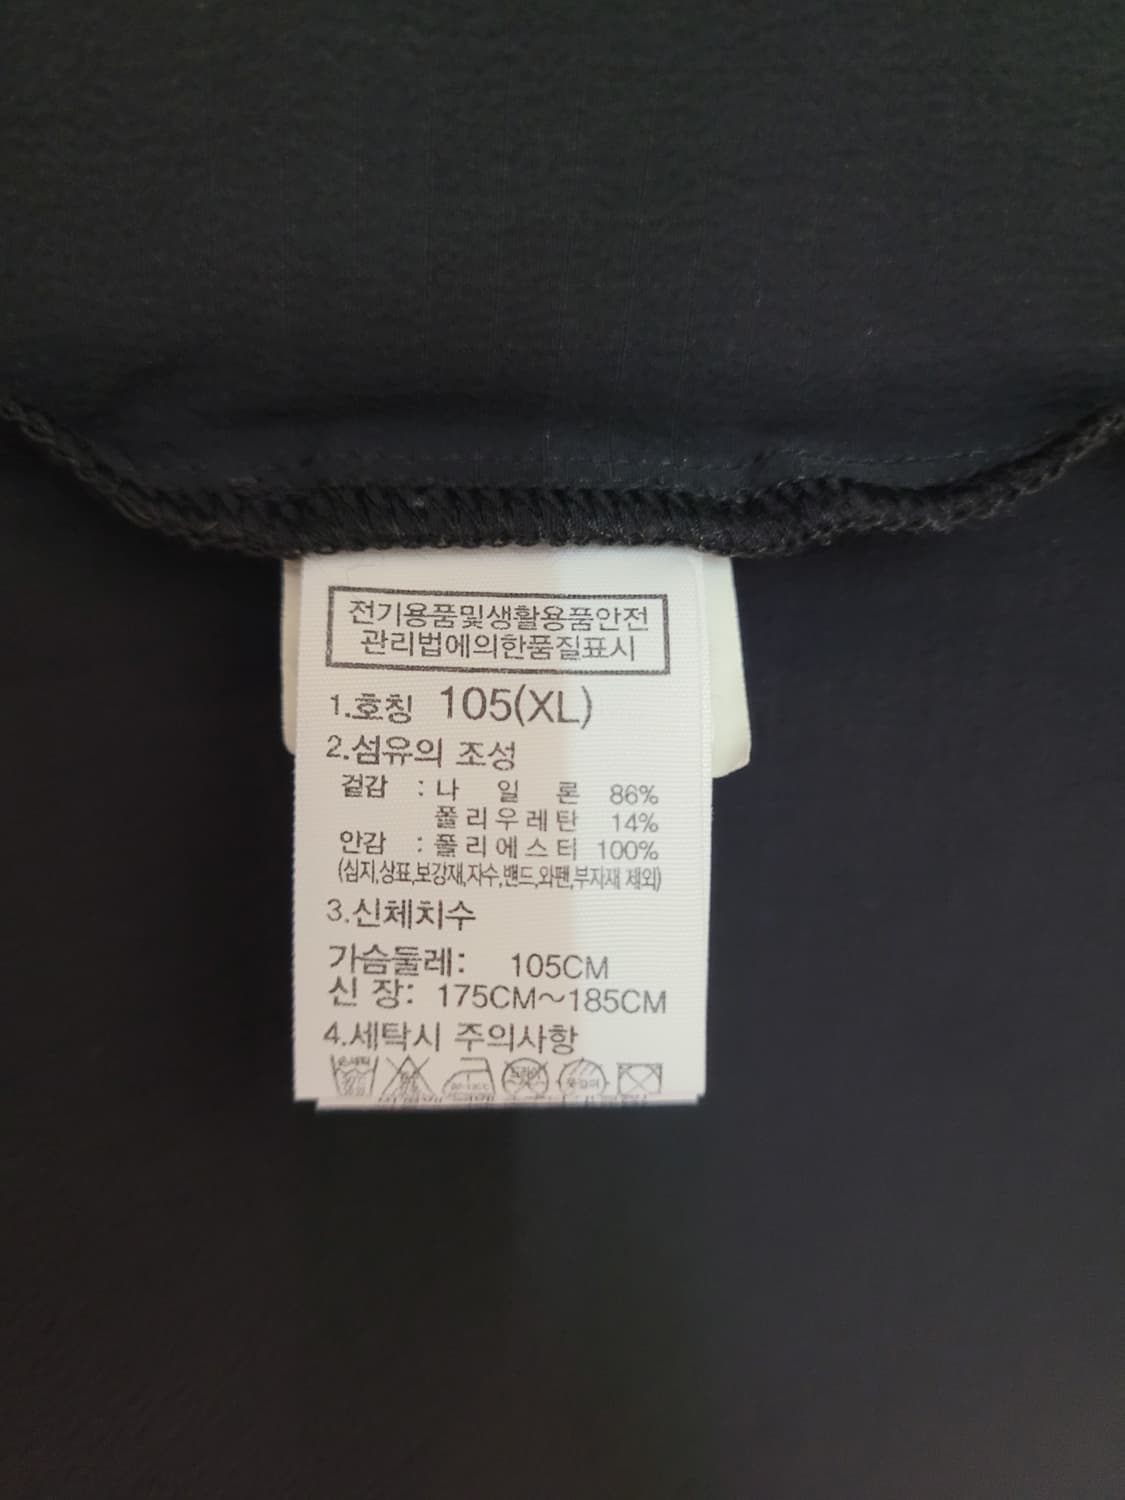 전기용품및생활용품안전
관리법에의한품질표시
1.호칭 105(XL)
2.섬유의 조성
겉감 : 나 일 론 86%
폴리우레탄 14%
안감 : 폴리에스터 100%
(심지,상표,보강재,자수,밴드,와팬,부자재 제외)
3.신체치수
가슴둘레: 105CM
신 장: 175CM~185CM
4.세탁시 주의사항